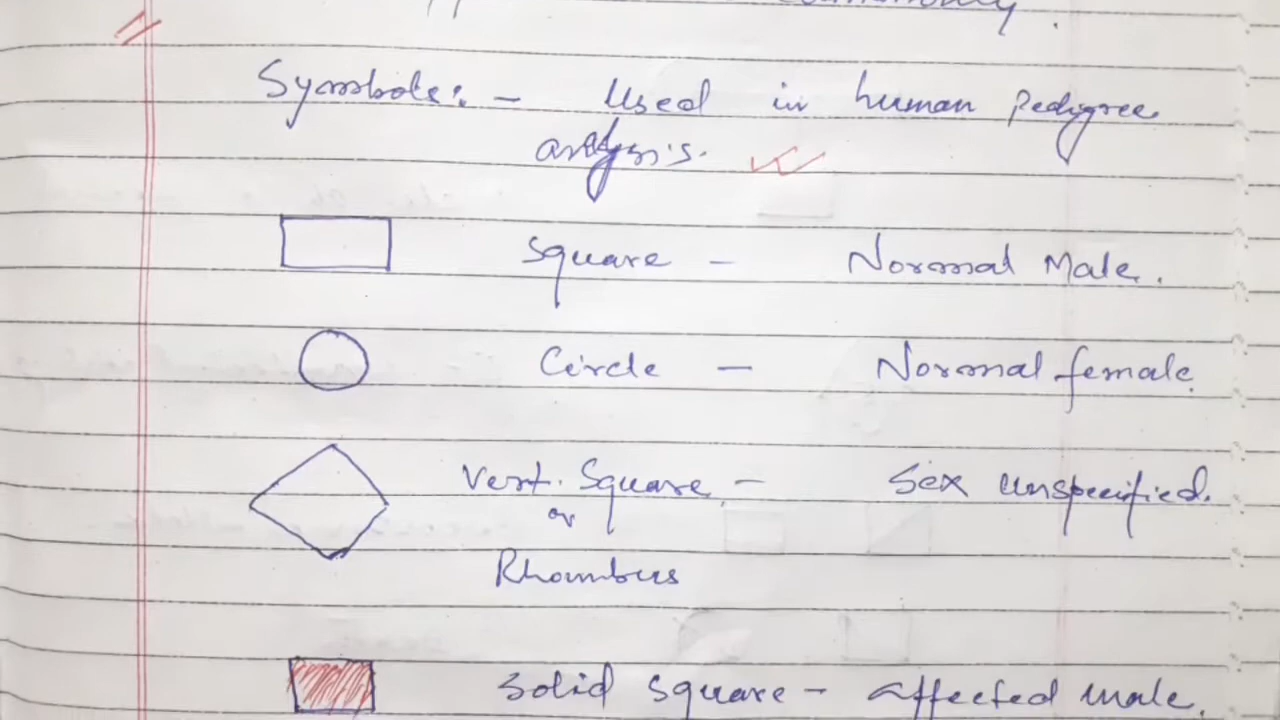 Symbols:- Used in human Pedigree
analysis.
Square - Normal Male.
Circle - Normal female.
Vert. Square - Sex unspecified.
or
Rhombus
Solid square - affected male.